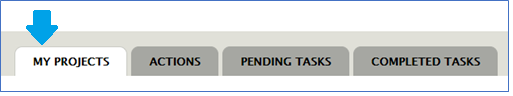 MY PROJECTS ACTIONS PENDING TASKS COMPLETED TASKS